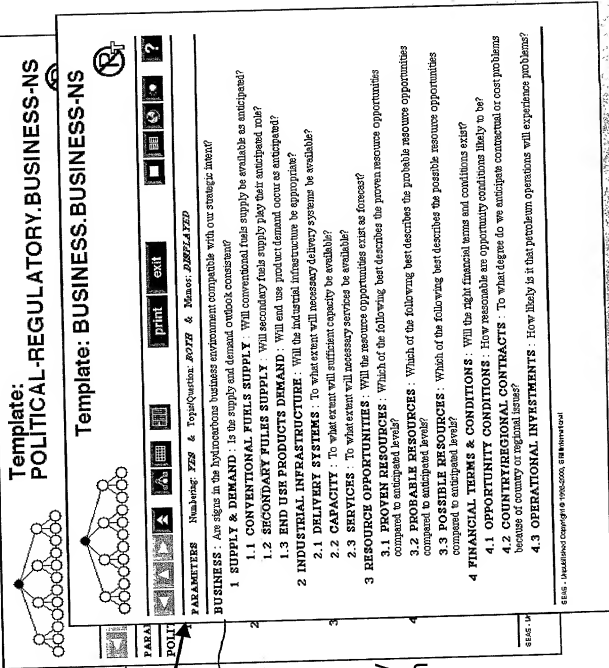 Template:
POLITICAL-REGULATORY.BUSINESS-NS
Template: BUSINESS.BUSINESS-NS
print exit ?
PARAMETERS Numbering: YES & Topic/Question: BOTH & Memos: DISPLAYED
BUSINESS : Are signs in the hydrocarbons business environment compatible with our strategic intent?
1 SUPPLY & DEMAND : Is the supply and demand outlook consistent?
1.1 CONVENTIONAL FUELS SUPPLY : Will conventional fuels supply be available as anticipated?
1.2 SECONDARY FULES SUPPLY : Will secondary fuels supply play their anticipated role?
1.3 END USE PRODUCTS DEMAND : Will end use product demand occur as anticipated?
2 INDUSTRIAL INFRASTRUCTURE : Will the industrial infrastructure be appropriate?
2.1 DELIVERY SYSTEMS : To what extent will necessary delivery systems be available?
2.2 CAPACITY : To what extent will sufficient capacity be available?
2.3 SERVICES : To what extent will necessary services be available?
3 RESOURCE OPPORTUNITIES : Will the resource opportunities exist as forecast?
3.1 PROVEN RESOURCES : Which of the following best describes the proven resource opportunities
compared to anticipated levels?
3.2 PROBABLE RESOURCES : Which of the following best describes the probable resource opportunities
compared to anticipated levels?
3.3 POSSIBLE RESOURCES : Which of the following best describes the possible resource opportunities
compared to anticipated levels?
4 FINANCIAL TERMS & CONDITIONS : Will the right financial terms and conditions exist?
4.1 OPPORTUNITY CONDITIONS : How reasonable are opportunity conditions likely to be?
4.2 COUNTRY/REGIONAL CONTRACTS : To what degree do we anticipate contractual or cost problems
because of country or regional issues?
4.3 OPERATIONAL INVESTMENTS : How likely is it that petroleum operations will experience problems?
SEAS - Unpublished Copyright © 1998-2000, SRI International
PARA
POLIT
2
3
4
SEAS - Un